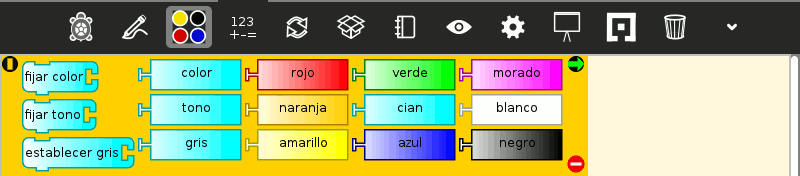 123
+-=
fijar color
color
rojo
verde
morado
fijar tono
tono
naranja
cian
blanco
establecer gris
gris
amarillo
azul
negro